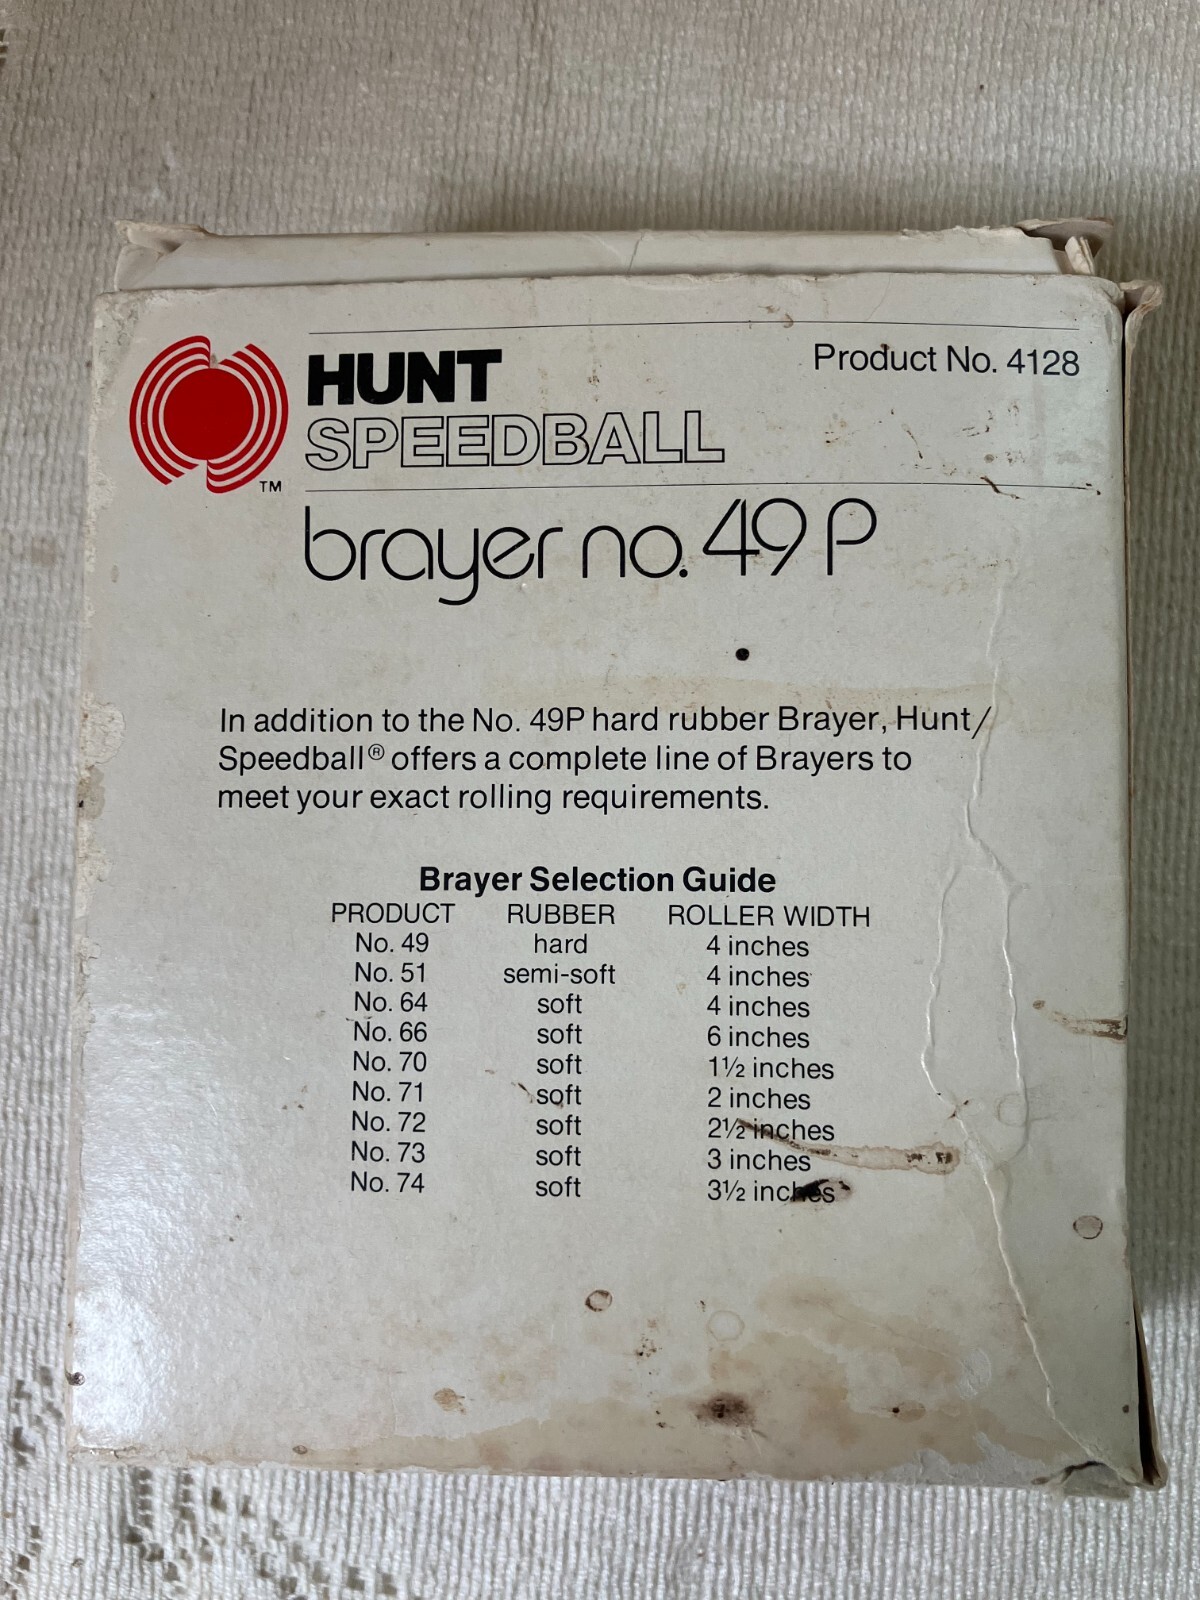 HUNT
SPEEDBALL
TM
Product No. 4128
brayer no. 49 P
In addition to the No. 49P hard rubber Brayer, Hunt/
Speedball® offers a complete line of Brayers to
meet your exact rolling requirements.
Brayer Selection Guide
PRODUCT RUBBER ROLLER WIDTH
No. 49 hard 4 inches
No. 51 semi-soft 4 inches
No. 64 soft 4 inches
No. 66 soft 6 inches
No. 70 soft 1½ inches
No. 71 soft 2 inches
No. 72 soft 2½ inches
No. 73 soft 3 inches
No. 74 soft 3½ inches